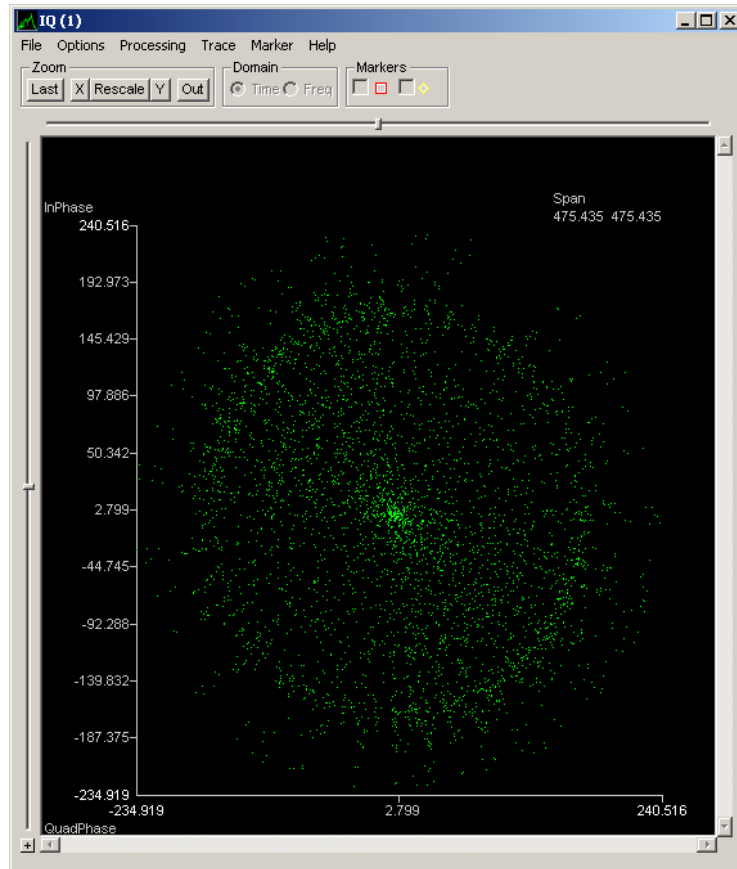 IQ (1)
File Options Processing Trace Marker Help
Zoom Domain Markers
Last X Rescale Y Out Time Freq
Span
475.435 475.435
InPhase
240.516
192.973
145.429
97.886
50.342
2.799
-44.745
-92.288
-139.832
-187.375
-234.919
-234.919 2.799 240.516
QuadPhase
+